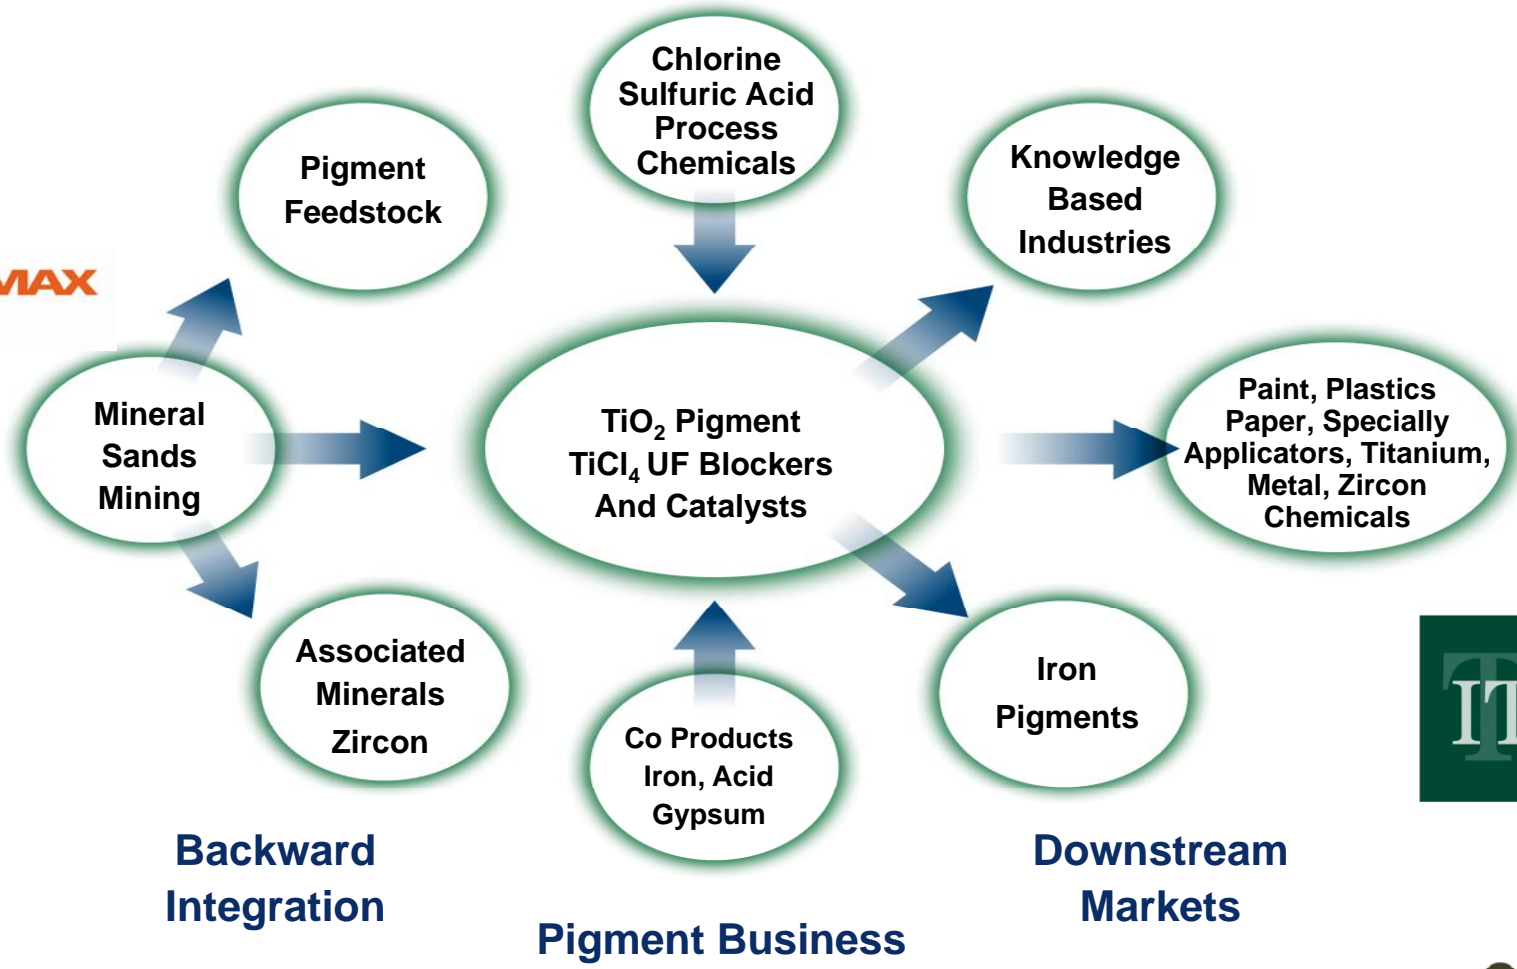 Chlorine
Sulfuric Acid
Process
Chemicals
Pigment
Feedstock
Knowledge
Based
Industries
MAX
Mineral
Sands
Mining
TiO₂ Pigment
TiCl₄ UF Blockers
And Catalysts
Paint, Plastics
Paper, Specially
Applicators, Titanium,
Metal, Zircon
Chemicals
Associated
Minerals
Zircon
Co Products
Iron, Acid
Gypsum
Iron
Pigments
IT
Backward
Integration
Pigment Business
Downstream
Markets